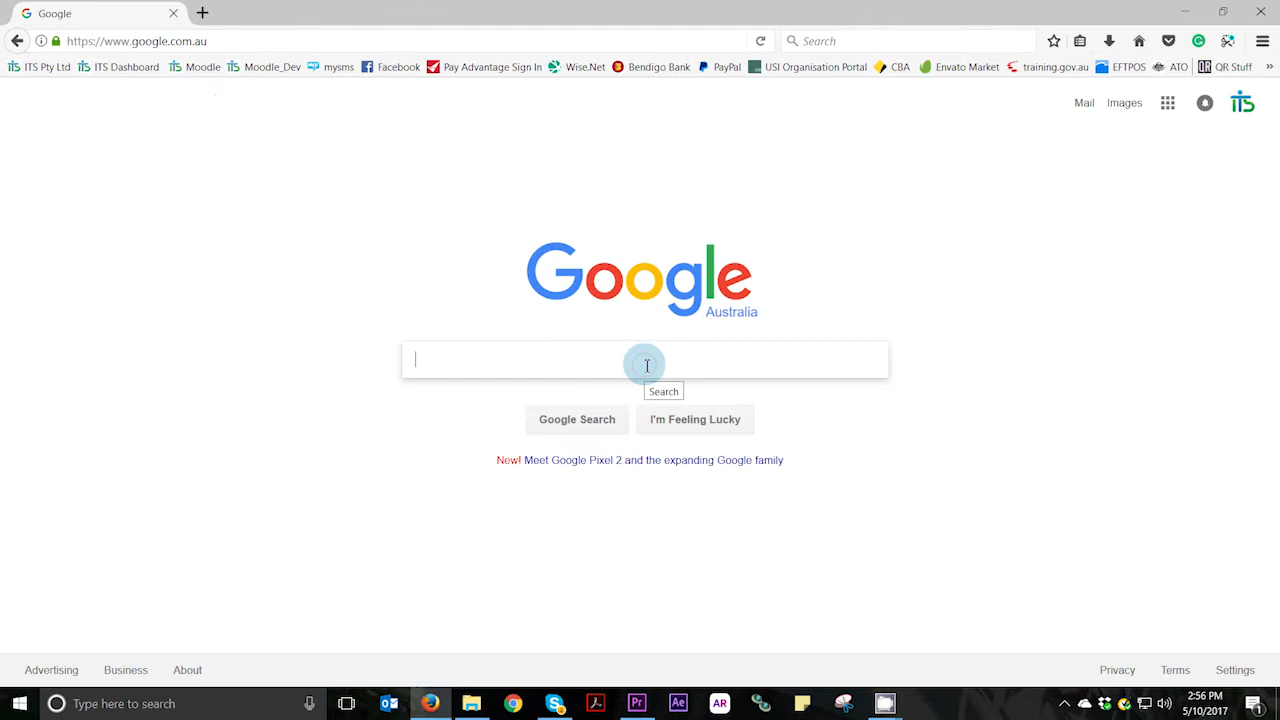 Google
https://www.google.com.au
Search
ITS Pty Ltd ITS Dashboard Moodle Moodle_Dev mysms Facebook Pay Advantage Sign In Wise.Net Bendigo Bank PayPal USI Organisation Portal CBA Envato Market training.gov.au EFTPOS ATO QR Stuff
Mail Images
Google
Australia
Search
Google Search I'm Feeling Lucky
New! Meet Google Pixel 2 and the expanding Google family
Advertising Business About Privacy Terms Settings
Type here to search
Pr Ae AR
2:56 PM
5/10/2017